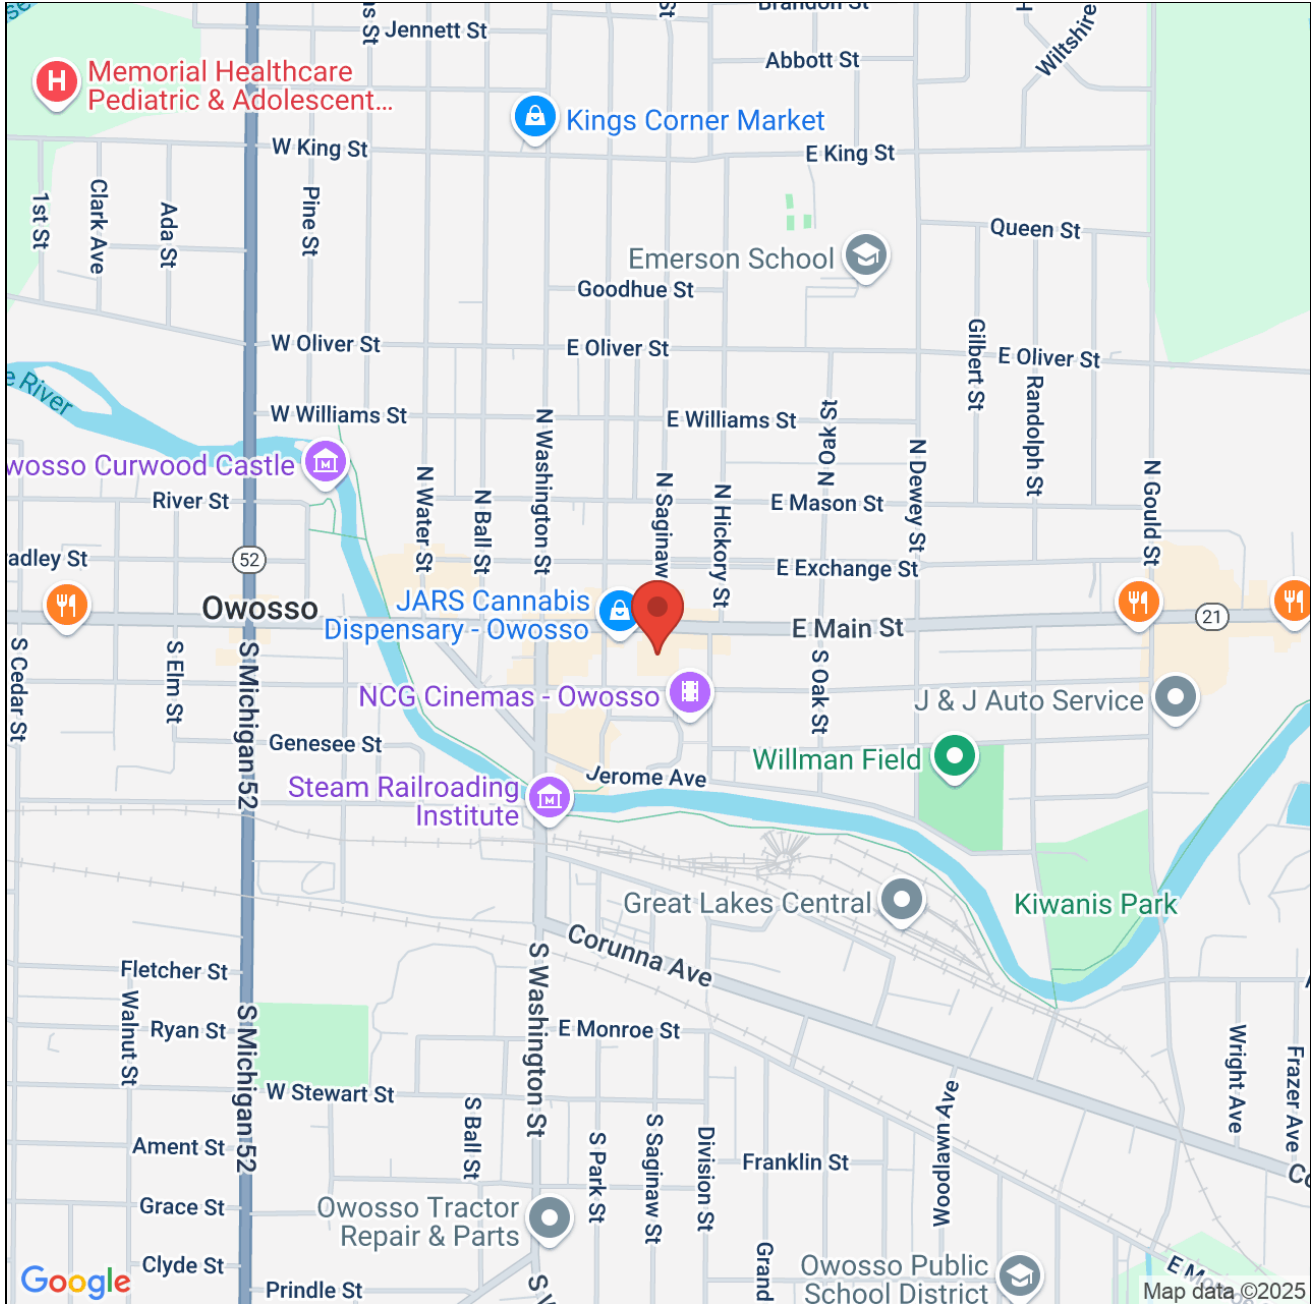 Brandon St
Jennett St
Abbott St
Wiltshire
Memorial Healthcare
Pediatric & Adolescent...
Kings Corner Market
W King St
E King St
1st St
Clark Ave
Ada St
Pine St
Queen St
Emerson School
Goodhue St
W Oliver St
E Oliver St
E Oliver St
Gilbert St
Randolph St
e River
W Williams St
E Williams St
N Oak St
N Washington St
N Dewey St
wosso Curwood Castle
River St
N Water St
N Ball St
N Saginaw
N Hickory St
E Mason St
N Gould St
adley St
52
E Exchange St
Owosso
JARS Cannabis
Dispensary - Owosso
E Main St
21
S Cedar St
S Elm St
S Michigan 52
S Oak St
NCG Cinemas - Owosso
J & J Auto Service
Genesee St
Willman Field
Jerome Ave
Steam Railroading
Institute
Great Lakes Central
Kiwanis Park
Corunna Ave
Fletcher St
Walnut St
Ryan St
S Michigan 52
S Washington St
E Monroe St
Wright Ave
Frazer Ave
W Stewart St
Woodlawn Ave
Ament St
S Ball St
S Park St
S Saginaw St
Division St
Franklin St
Grace St
Owosso Tractor
Repair & Parts
Clyde St
Prindle St
Grand
Owosso Public
School District
Google
Map data ©2025